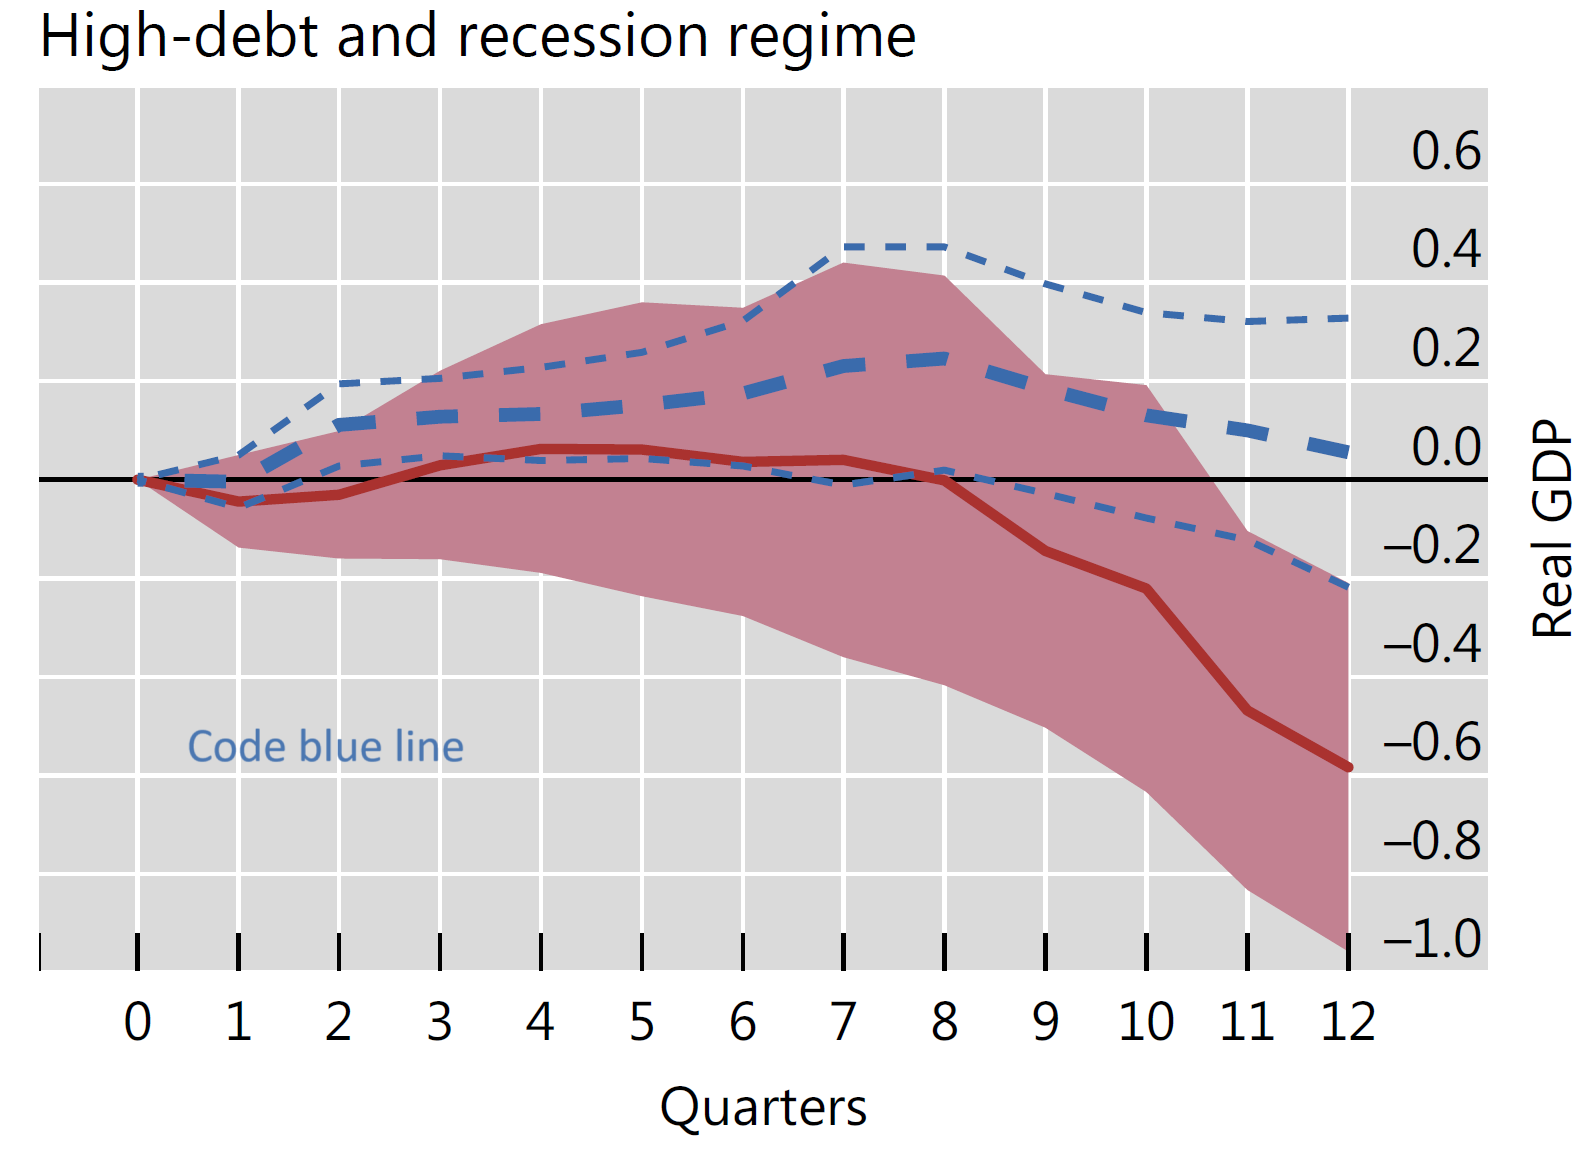 High-debt and recession regime
0.6
0.4
0.2
0.0
–0.2
–0.4
–0.6
–0.8
–1.0
Real GDP
Code blue line
0 1 2 3 4 5 6 7 8 9 10 11 12
Quarters